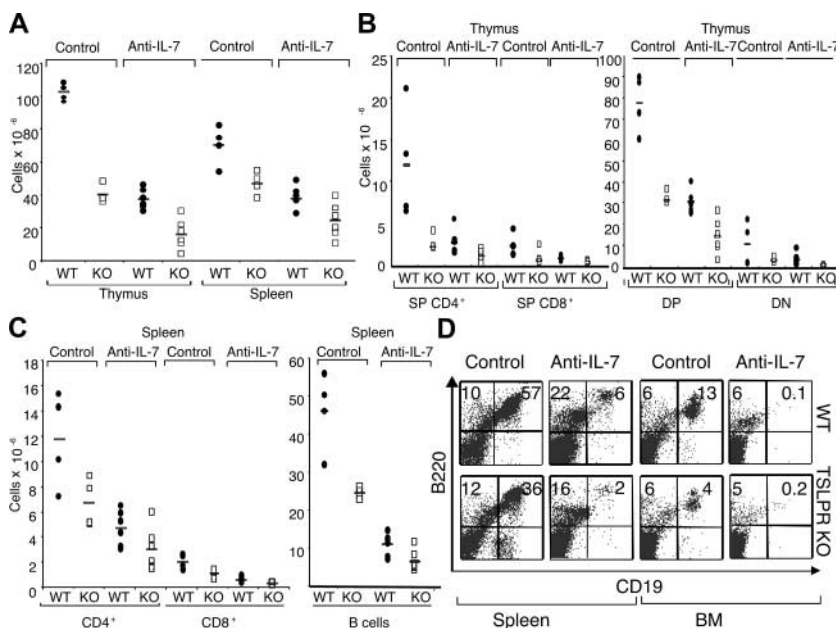 A
Control Anti-IL-7 Control Anti-IL-7
Cells x 10 -6
120
100
80
60
40
20
0
WT KO WT KO WT KO WT KO
Thymus Spleen
B
Thymus
Control Anti-IL-7 Control Anti-IL-7
Cells x 10 -6
25
20
15
10
5
0
WT KO WT KO WT KO WT KO
SP CD4+ SP CD8+
Thymus
Control Anti-IL-7 Control Anti-IL-7
100
90
80
70
60
50
40
30
20
10
0
WT KO WT KO WT KO WT KO
DP DN
C
Spleen
Control Anti-IL-7 Control Anti-IL-7
Cells x 10 -6
18
16
14
12
10
8
6
4
2
0
WT KO WT KO WT KO WT KO
CD4+ CD8+
Spleen
Control Anti-IL-7
60
50
40
30
20
10
WT KO WT KO
B cells
D
Control Anti-IL-7 Control Anti-IL-7
10 57 22 6 6 13 6 0.1
WT
12 36 16 2 6 4 5 0.2
TSLPR KO
B220
CD19
Spleen BM